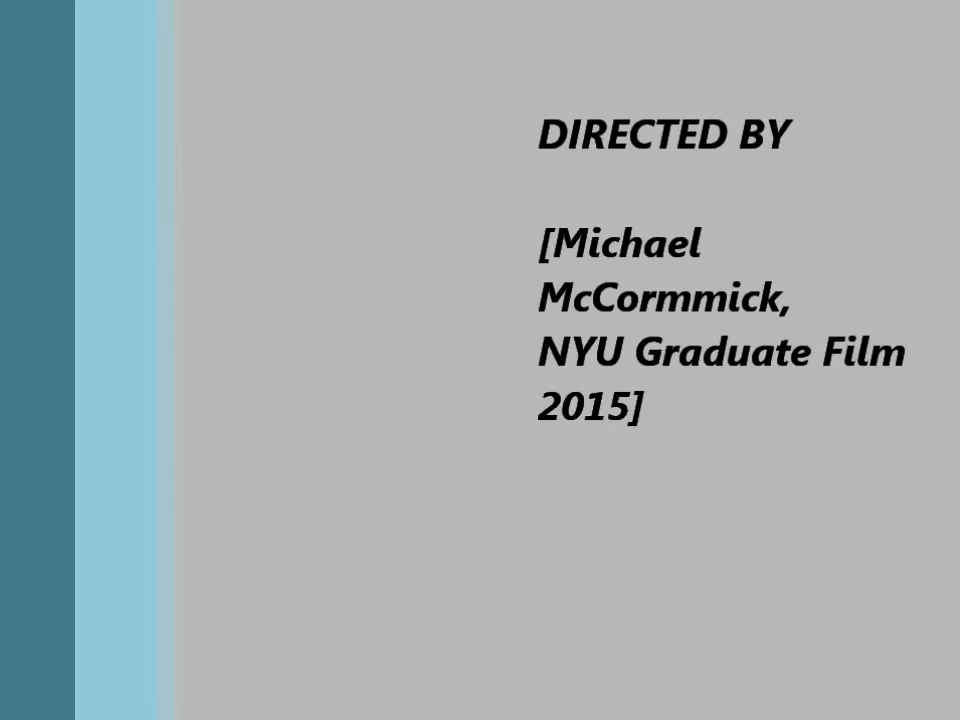 DIRECTED BY
[Michael
McCormmick,
NYU Graduate Film
2015]